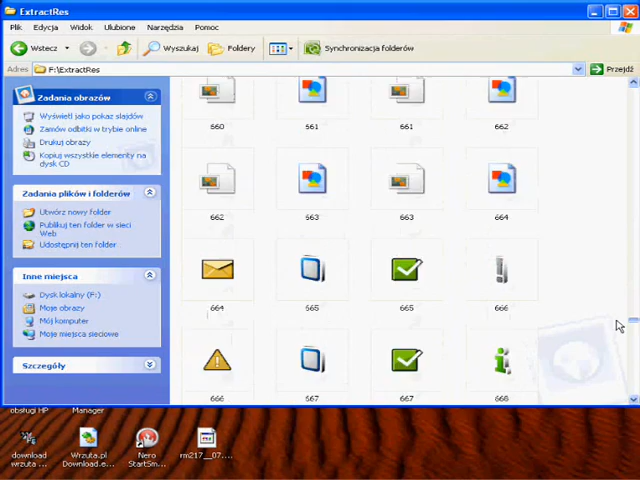 ExtractRes
Plik Edycja Widok Ulubione Narzędzia Pomoc
Wstecz Wyszukaj Foldery Synchronizacja folderów
Adres F:\ExtractRes Przejdź
Zadania obrazów
Wyświetl jako pokaz slajdów
Zamów odbitki w trybie online
Drukuj obrazy
Kopiuj wszystkie elementy na
dysk CD
Zadania plików i folderów
Utwórz nowy folder
Publikuj ten folder w sieci
Web
Udostępnij ten folder
Inne miejsca
Dysk lokalny (F:)
Moje obrazy
Mój komputer
Moje miejsca sieciowe
Szczegóły
660 661 661 662
662 663 663 664
664 665 665 666
666 667 667 668
obsługi HP Manager
download
wrzuta ...
Wrzuta.pl
Download.e...
Nero
StartSm...
rm217__07....